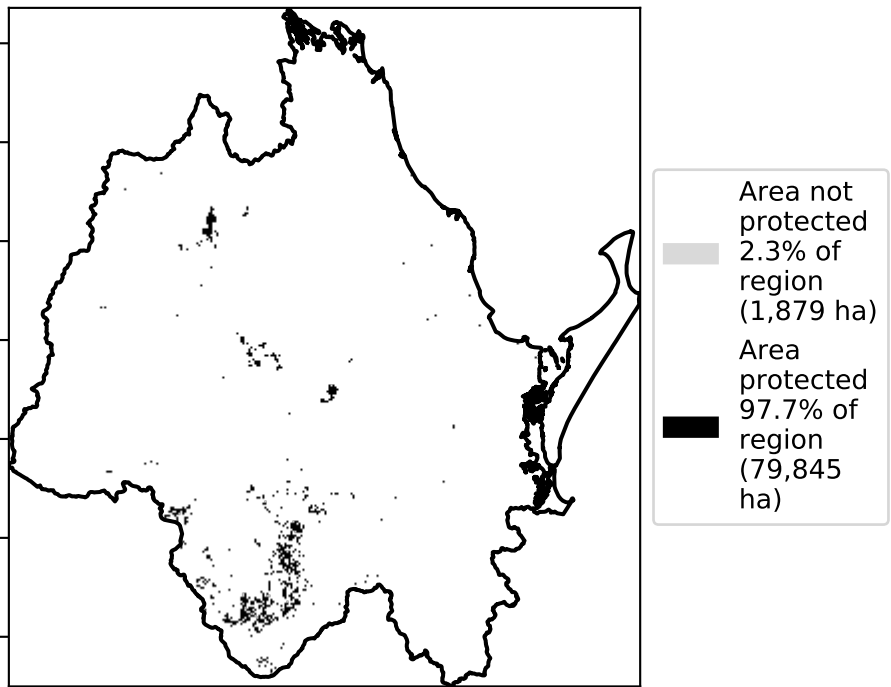 Area not
protected
2.3% of
region
(1,879 ha)
Area
protected
97.7% of
region
(79,845
ha)